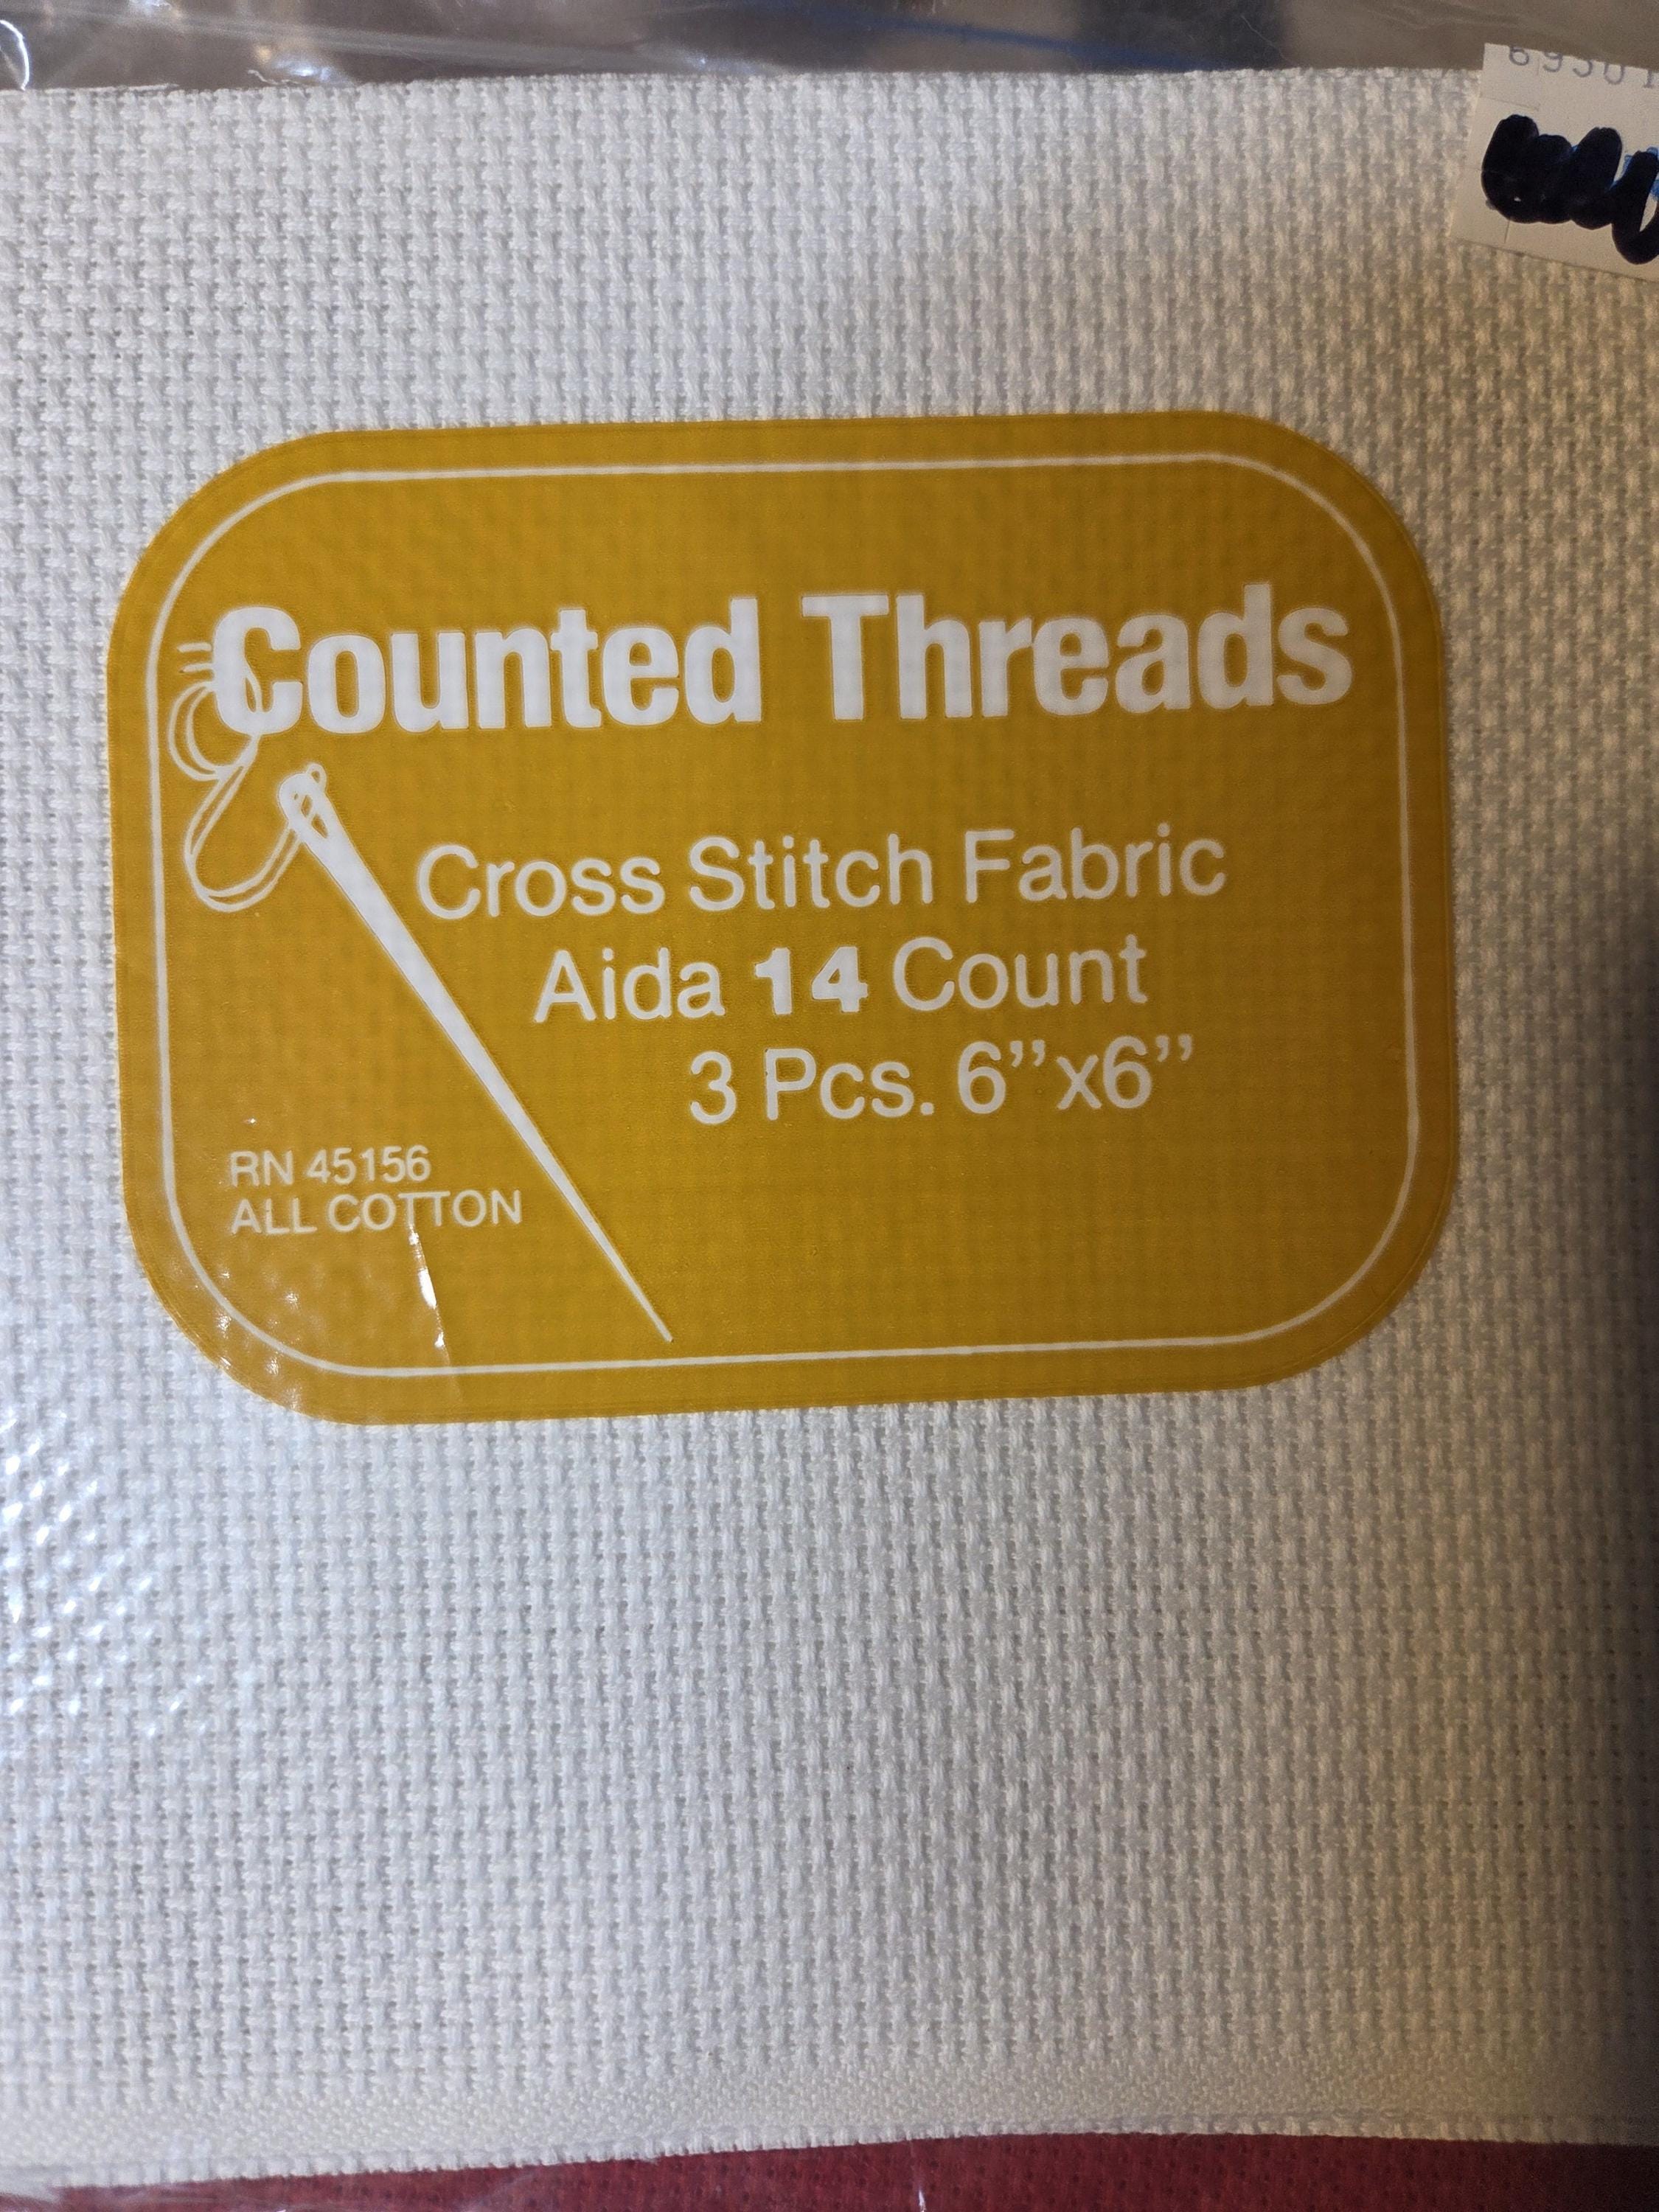 Counted Threads
Cross Stitch Fabric
Aida 14 Count
3 Pcs. 6”x6”
RN 45156
ALL COTTON